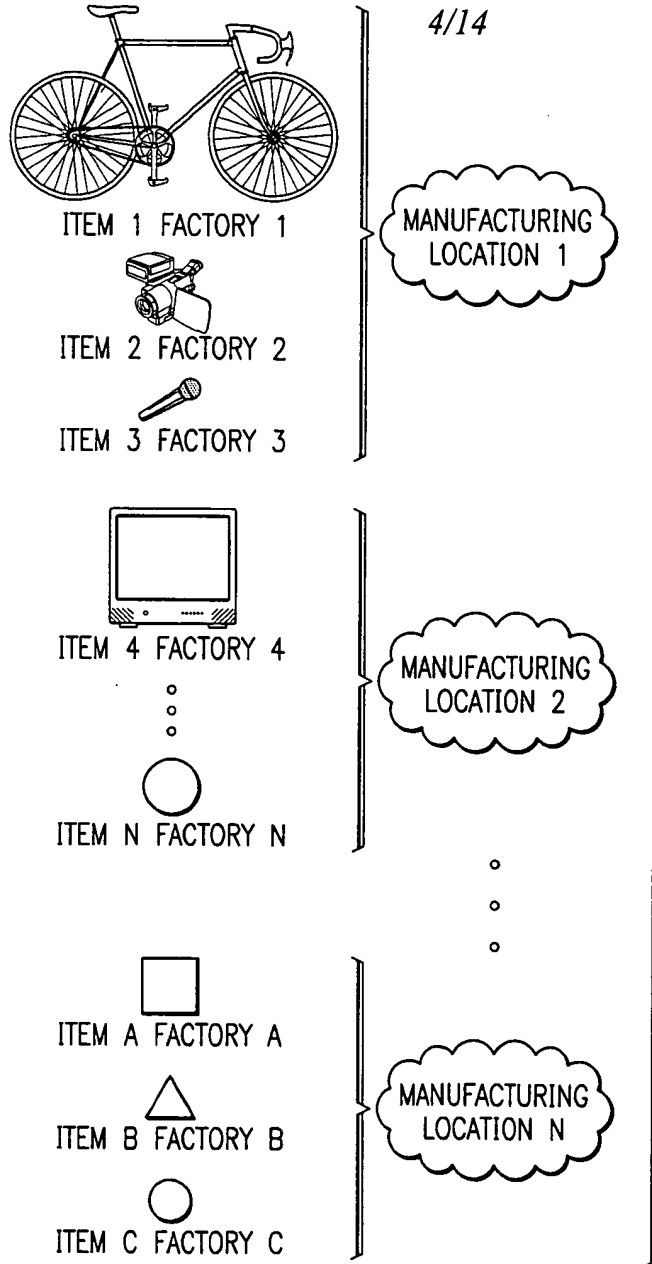 4/14
ITEM 1 FACTORY 1
ITEM 2 FACTORY 2
ITEM 3 FACTORY 3
MANUFACTURING
LOCATION 1
ITEM 4 FACTORY 4
ITEM N FACTORY N
MANUFACTURING
LOCATION 2
ITEM A FACTORY A
ITEM B FACTORY B
ITEM C FACTORY C
MANUFACTURING
LOCATION N